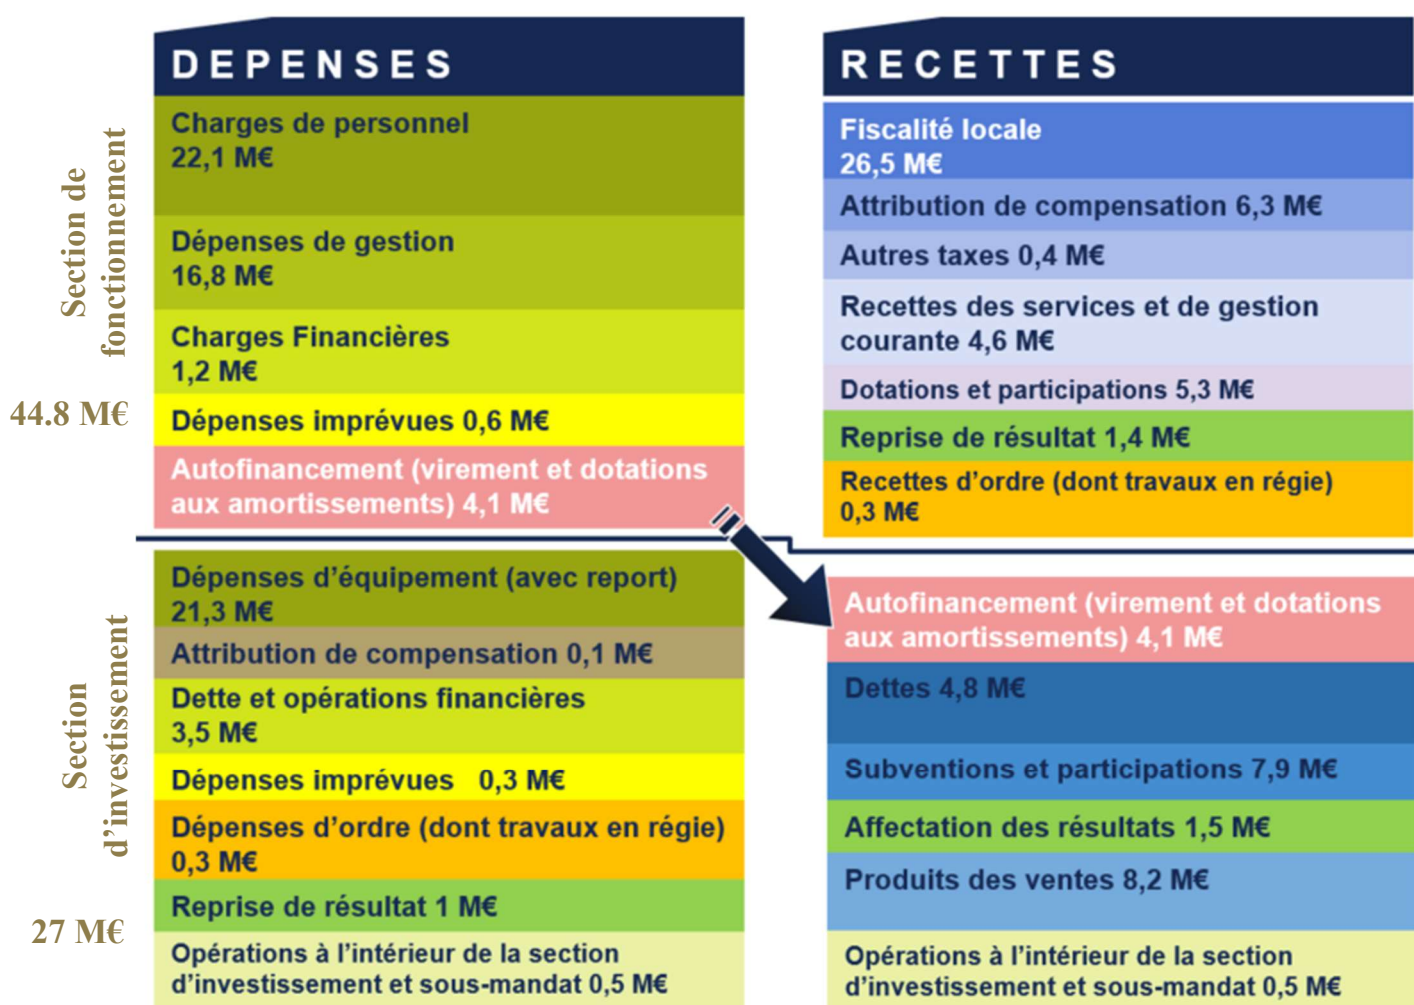 DEPENSES
Section de
fonctionnement
44.8 M€
Charges de personnel
22,1 M€
Dépenses de gestion
16,8 M€
Charges Financières
1,2 M€
Dépenses imprévues 0,6 M€
Autofinancement (virement et dotations
aux amortissements) 4,1 M€
RECETTES
Fiscalité locale
26,5 M€
Attribution de compensation 6,3 M€
Autres taxes 0,4 M€
Recettes des services et de gestion
courante 4,6 M€
Dotations et participations 5,3 M€
Reprise de résultat 1,4 M€
Recettes d’ordre (dont travaux en régie)
0,3 M€
Section
d’investissement
27 M€
Dépenses d’équipement (avec report)
21,3 M€
Attribution de compensation 0,1 M€
Dette et opérations financières
3,5 M€
Dépenses imprévues 0,3 M€
Dépenses d’ordre (dont travaux en régie)
0,3 M€
Reprise de résultat 1 M€
Opérations à l’intérieur de la section
d’investissement et sous-mandat 0,5 M€
Autofinancement (virement et dotations
aux amortissements) 4,1 M€
Dettes 4,8 M€
Subventions et participations 7,9 M€
Affectation des résultats 1,5 M€
Produits des ventes 8,2 M€
Opérations à l’intérieur de la section
d’investissement et sous-mandat 0,5 M€